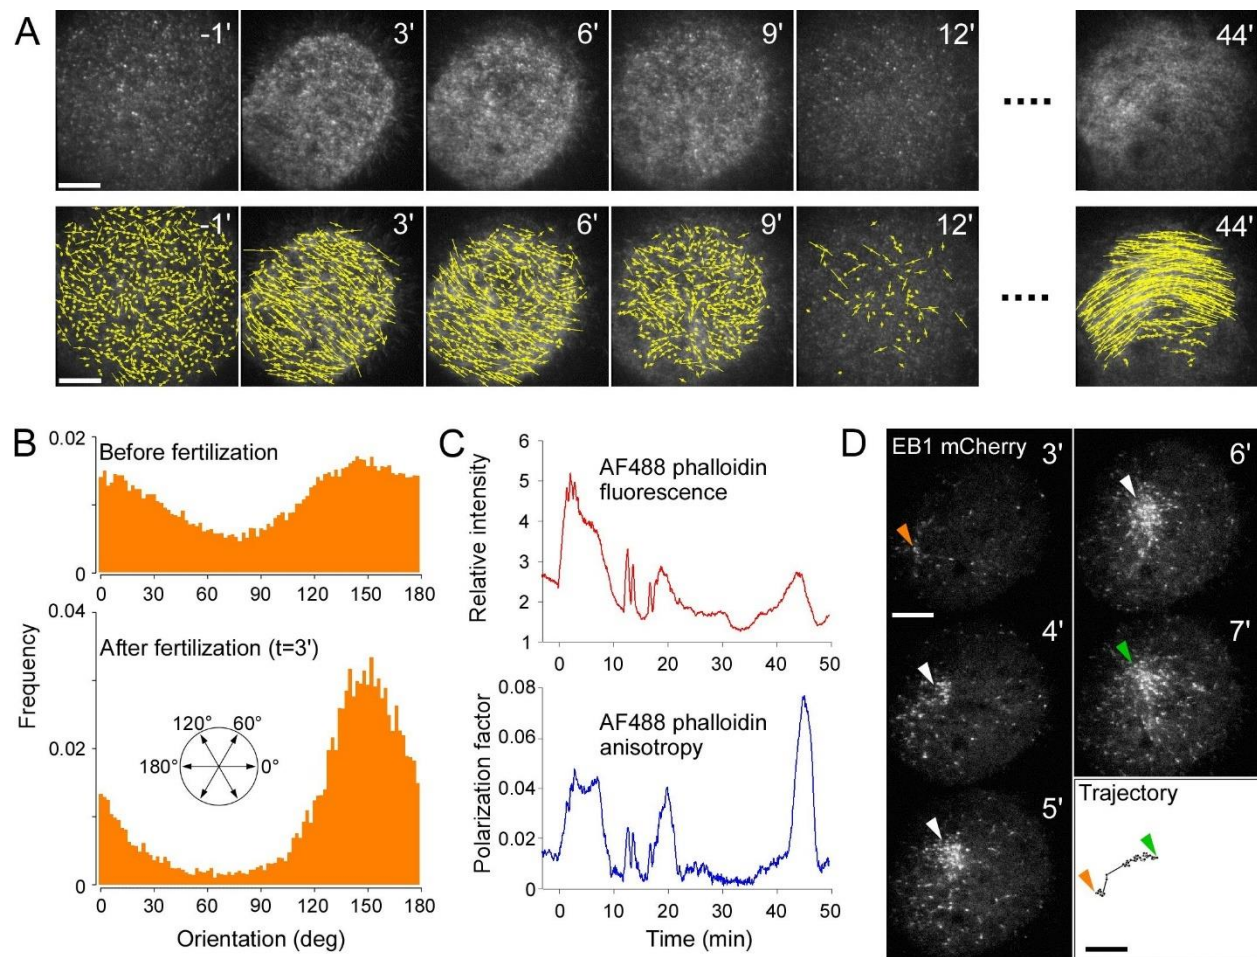 A
-1'
3'
6'
9'
12'
....
44'
-1'
3'
6'
9'
12'
....
44'
B
0.02
Before fertilization
0
0 30 60 90 120 150 180
0.04
After fertilization (t=3')
120° 60°
180° 0°
0.02
0
0 30 60 90 120 150 180
Frequency
Orientation (deg)
C
6
AF488 phalloidin
fluorescence
5
4
3
2
1
Relative intensity
0 10 20 30 40 50
0.08
AF488 phalloidin
anisotropy
0.06
0.04
0.02
0
Polarization factor
0 10 20 30 40 50
Time (min)
D
EB1 mCherry
3'
4'
5'
6'
7'
Trajectory